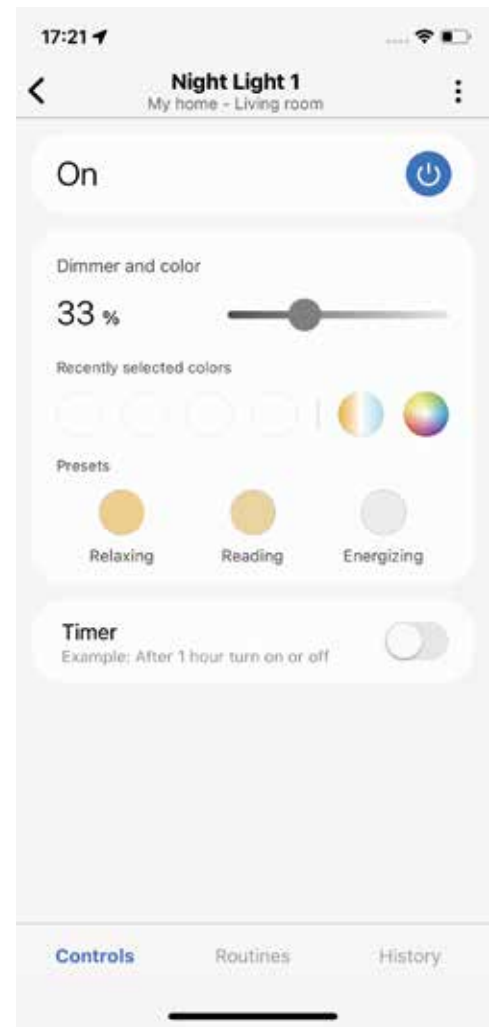 17:21
Night Light 1
My home - Living room
On
Dimmer and color
33 %
Recently selected colors
Presets
Relaxing Reading Energizing
Timer
Example: After 1 hour turn on or off
Controls Routines History